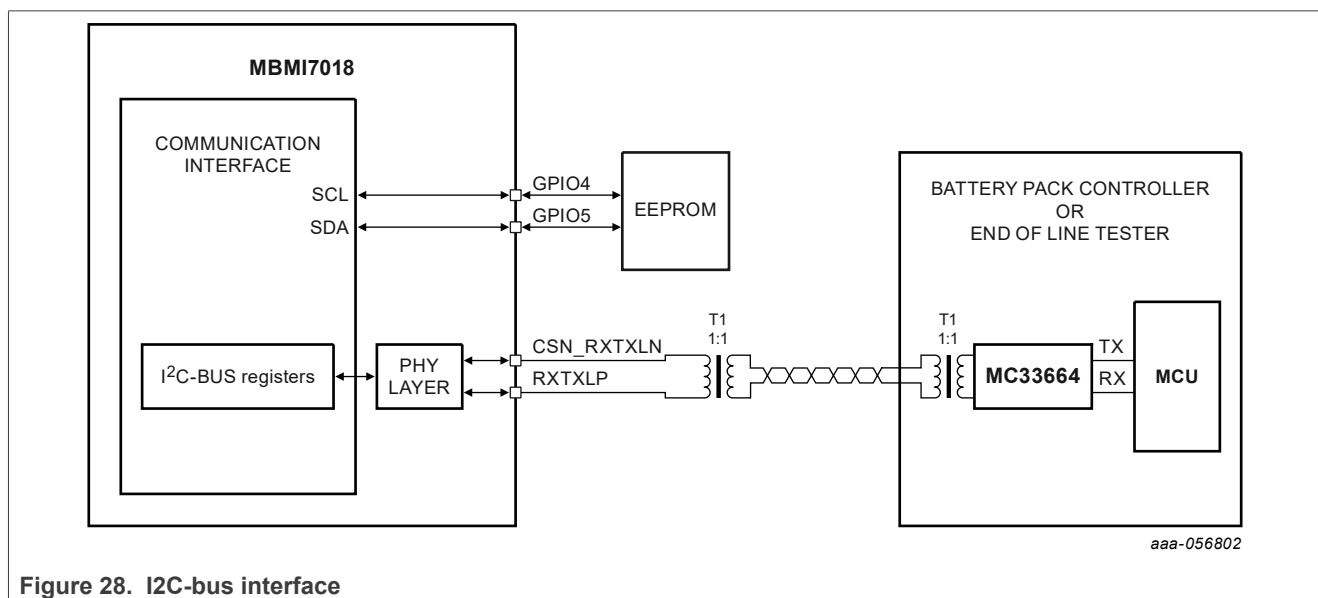 MBMI7018
COMMUNICATION
INTERFACE
SCL
SDA
GPIO4
GPIO5
EEPROM
BATTERY PACK CONTROLLER
OR
END OF LINE TESTER
I²C-BUS registers
PHY
LAYER
CSN_RXTXLN
RXTXLP
T1
1:1
T1
1:1
MC33664
TX
RX
MCU
aaa-056802
Figure 28. I2C-bus interface